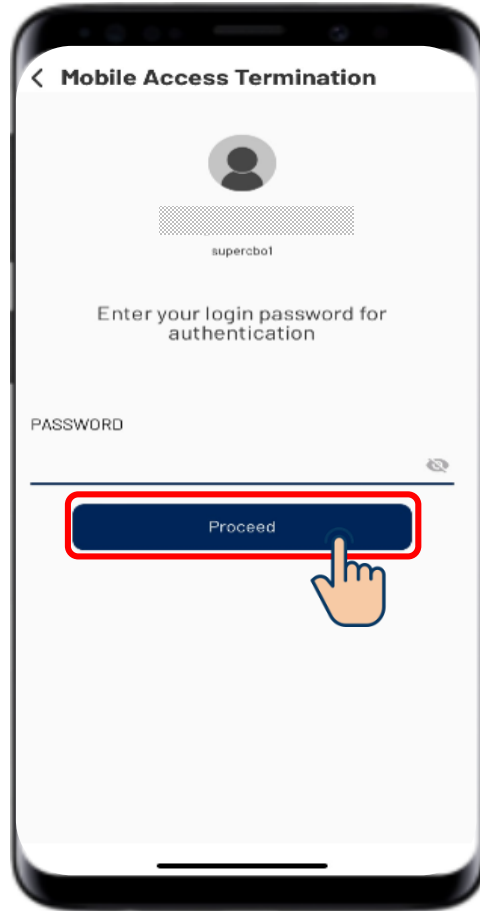 Mobile Access Termination
supercbo1
Enter your login password for
authentication
PASSWORD
Proceed